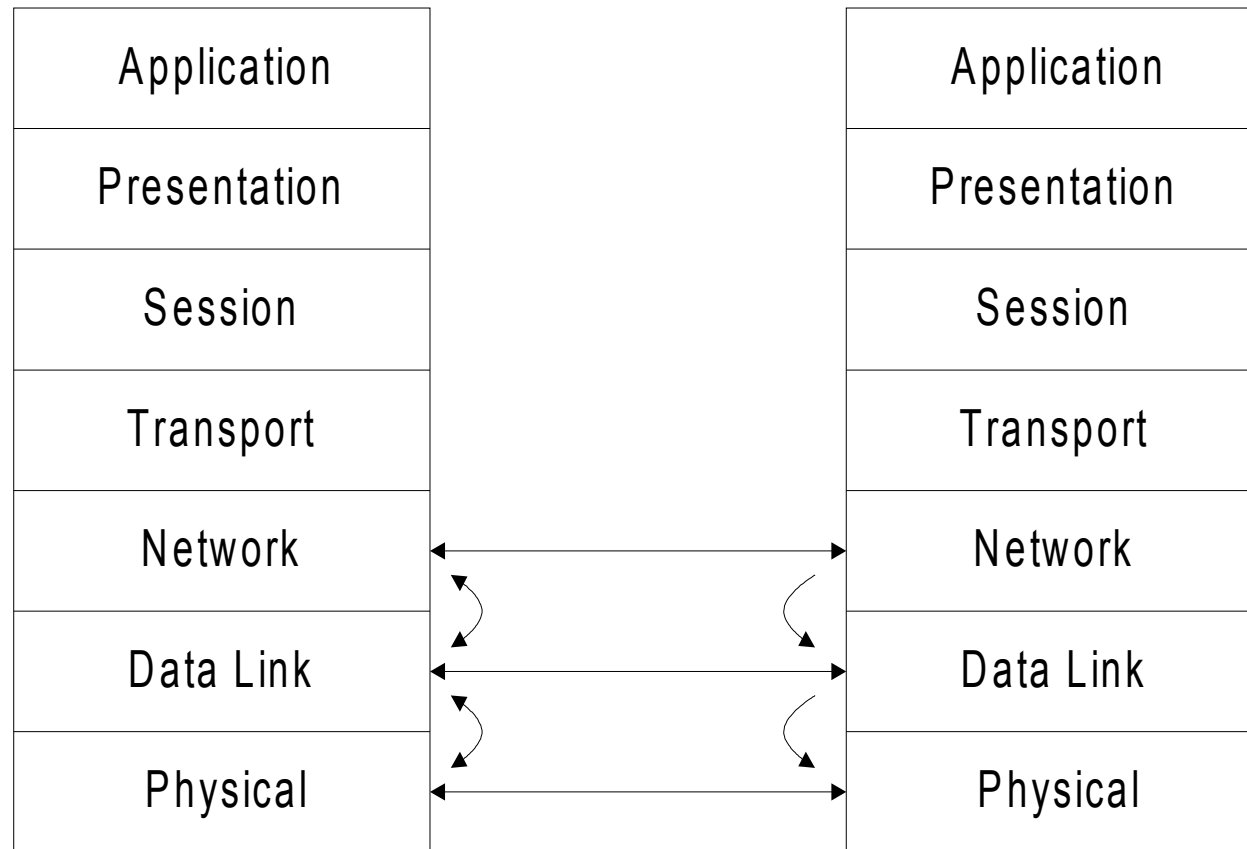 Application
Presentation
Session
Transport
Network
Data Link
Physical
Application
Presentation
Session
Transport
Network
Data Link
Physical